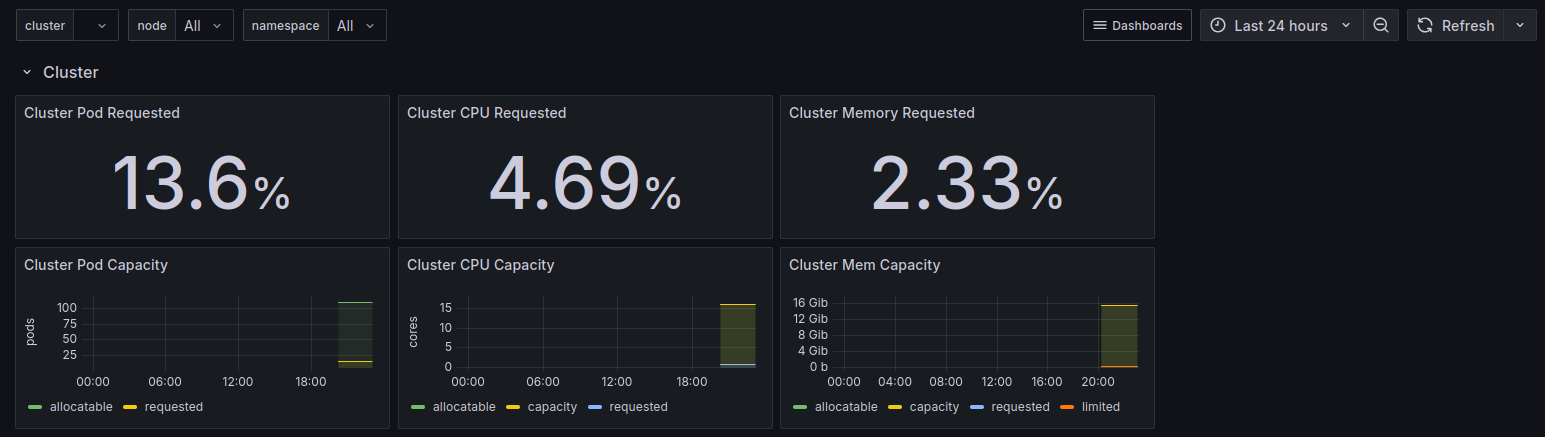 cluster node All namespace All Dashboards Last 24 hours Refresh
Cluster
Cluster Pod Requested
13.6%
Cluster CPU Requested
4.69%
Cluster Memory Requested
2.33%
Cluster Pod Capacity
pods
100
75
50
25
00:00 06:00 12:00 18:00
allocatable requested
Cluster CPU Capacity
cores
15
10
5
0
00:00 06:00 12:00 18:00
allocatable capacity requested
Cluster Mem Capacity
16 Gib
12 Gib
8 Gib
4 Gib
0 b
00:00 04:00 08:00 12:00 16:00 20:00
allocatable capacity requested limited